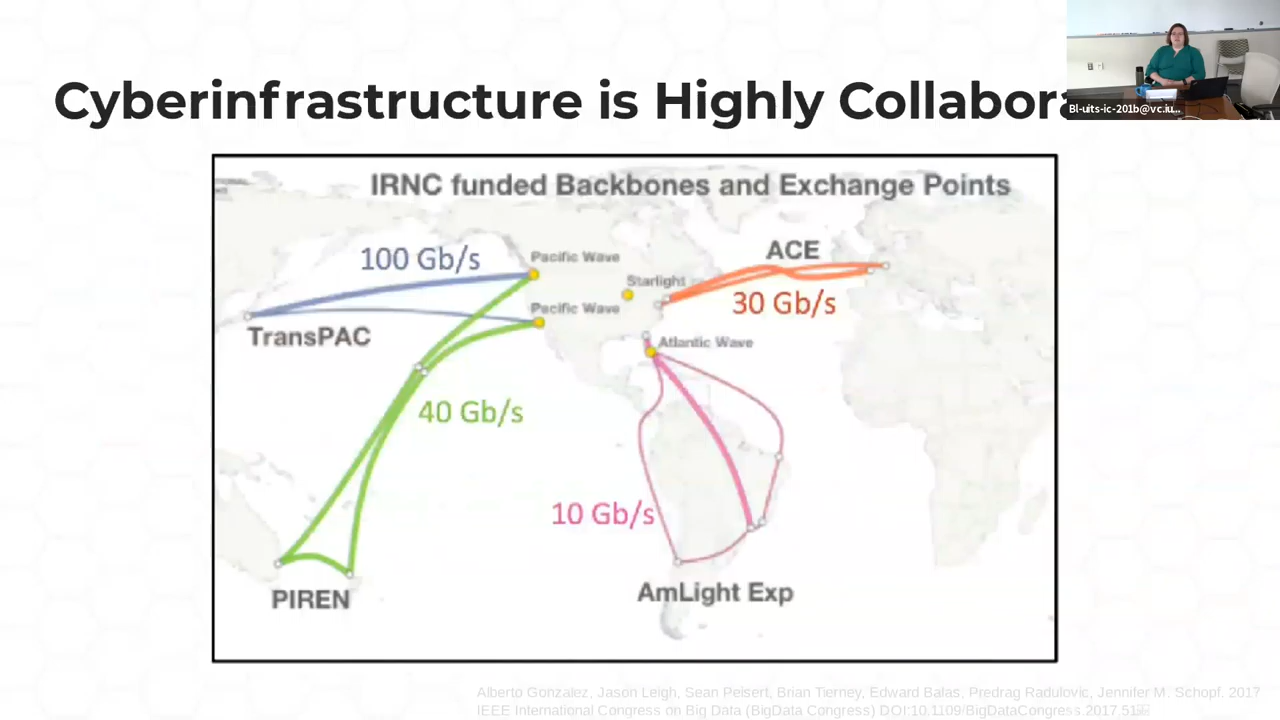 Cyberinfrastructure is Highly Collabora
Bl-uits-ic-201b@vc.iu...
IRNC funded Backbones and Exchange Points
100 Gb/s
Pacific Wave
ACE
Starlight
Pacific Wave
30 Gb/s
TransPAC
Atlantic Wave
40 Gb/s
10 Gb/s
PIREN
AmLight Exp
Alberto Gonzalez, Jason Leigh, Sean Peisert, Brian Tierney, Edward Balas, Predrag Radulovic, Jennifer M. Schopf. 2017
IEEE International Congress on Big Data (BigData Congress) DOI:10.1109/BigDataCongress.2017.51